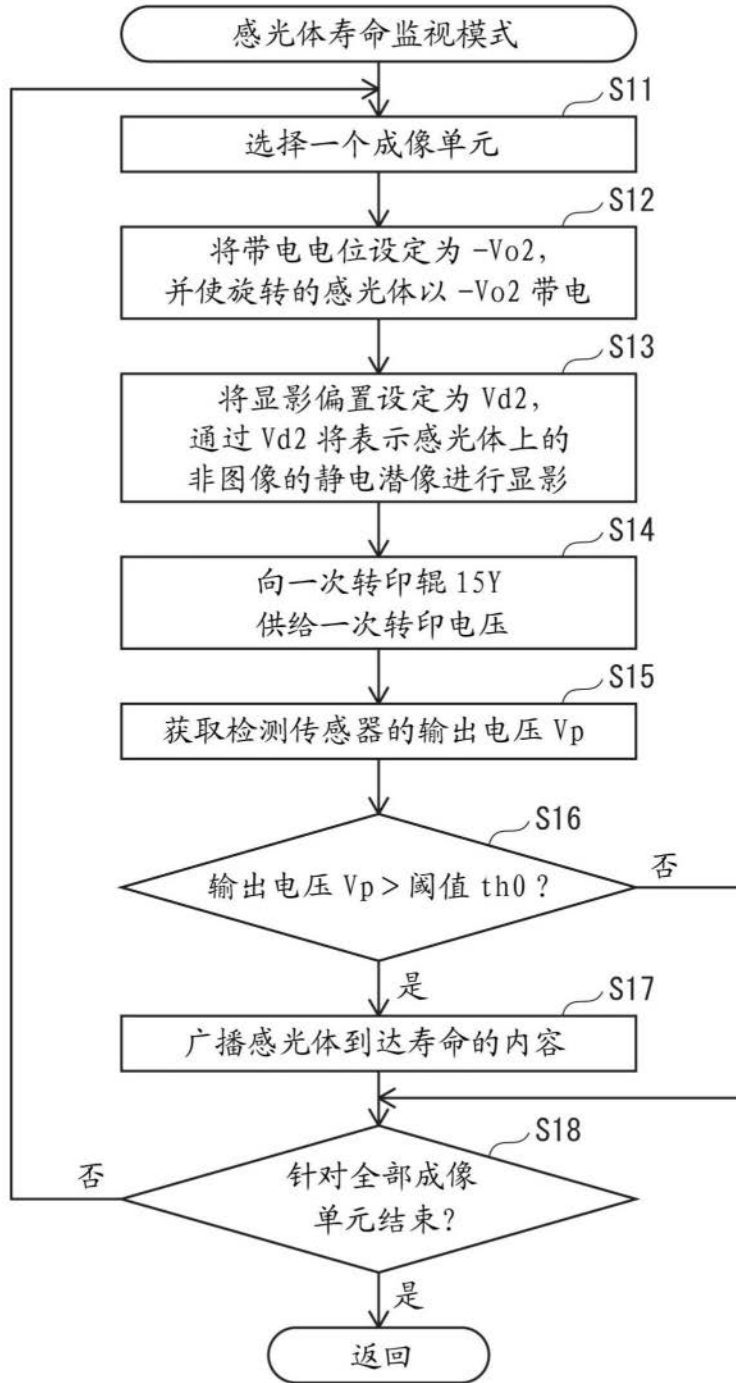 感光体寿命监视模式
S11
选择一个成像单元
S12
将带电电位设定为 -Vo2,
并使旋转的感光体以 -Vo2 带电
S13
将显影偏置设定为 Vd2,
通过 Vd2 将表示感光体上的
非图像的静电潜像进行显影
S14
向一次转印辊 15Y
供给一次转印电压
S15
获取检测传感器的输出电压 Vp
S16
输出电压 Vp > 阈值 th0 ?
否
是
S17
广播感光体到达寿命的内容
S18
否
针对全部成像
单元结束?
是
返回